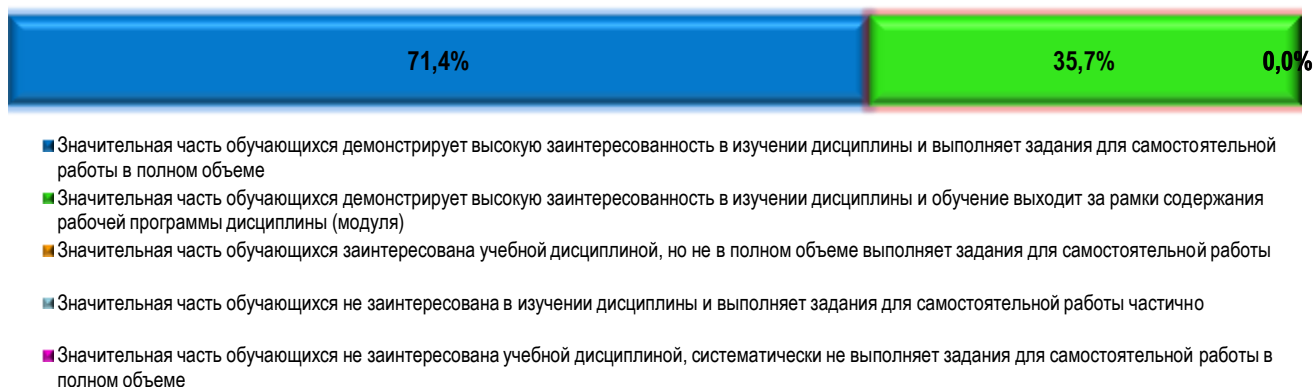 71,4% 35,7% 0,0%
Значительная часть обучающихся демонстрирует высокую заинтересованность в изучении дисциплины и выполняет задания для самостоятельной
работы в полном объеме
Значительная часть обучающихся демонстрирует высокую заинтересованность в изучении дисциплины и обучение выходит за рамки содержания
рабочей программы дисциплины (модуля)
Значительная часть обучающихся заинтересована учебной дисциплиной, но не в полном объеме выполняет задания для самостоятельной работы
Значительная часть обучающихся не заинтересована в изучении дисциплины и выполняет задания для самостоятельной работы частично
Значительная часть обучающихся не заинтересована учебной дисциплиной, систематически не выполняет задания для самостоятельной работы в
полном объеме